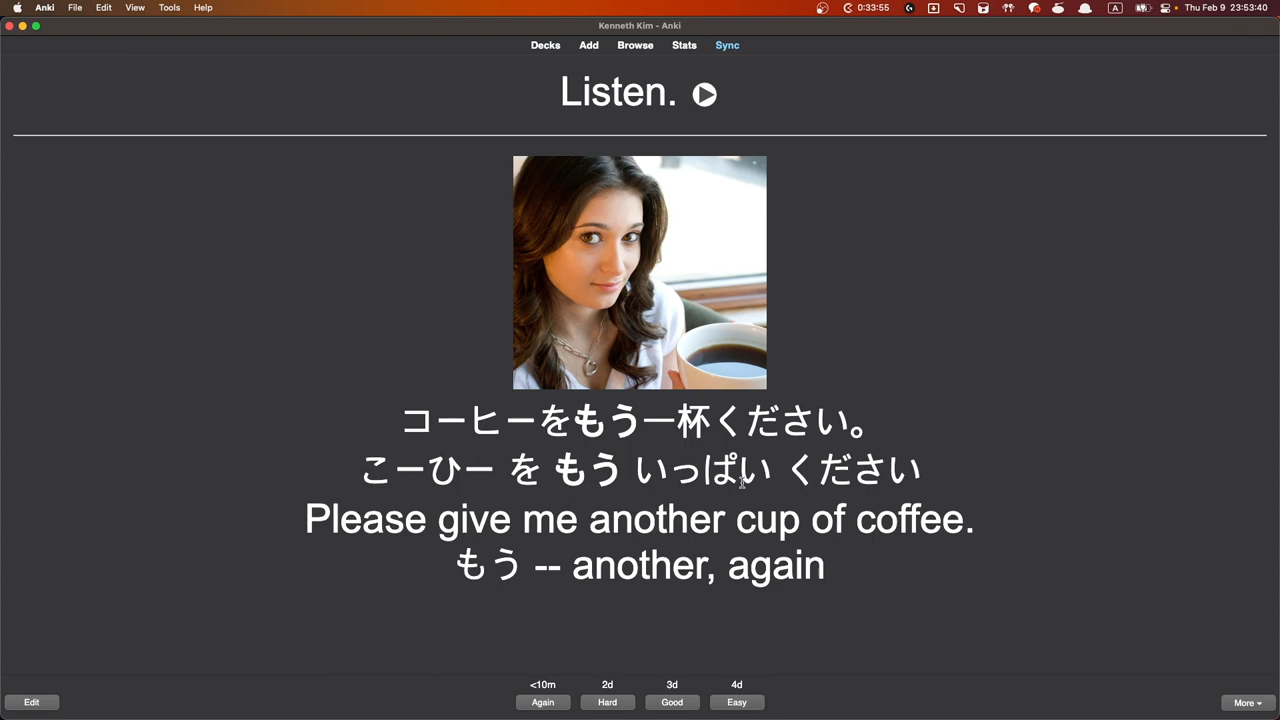 Anki File Edit View Tools Help 0:33:55 A Thu Feb 9 23:53:40
Kenneth Kim - Anki
Decks Add Browse Stats Sync
Listen.
コーヒーをもう一杯ください。
こーひー を もう いっぱい ください
Please give me another cup of coffee.
もう -- another, again
<10m 2d 3d 4d
Edit Again Hard Good Easy More